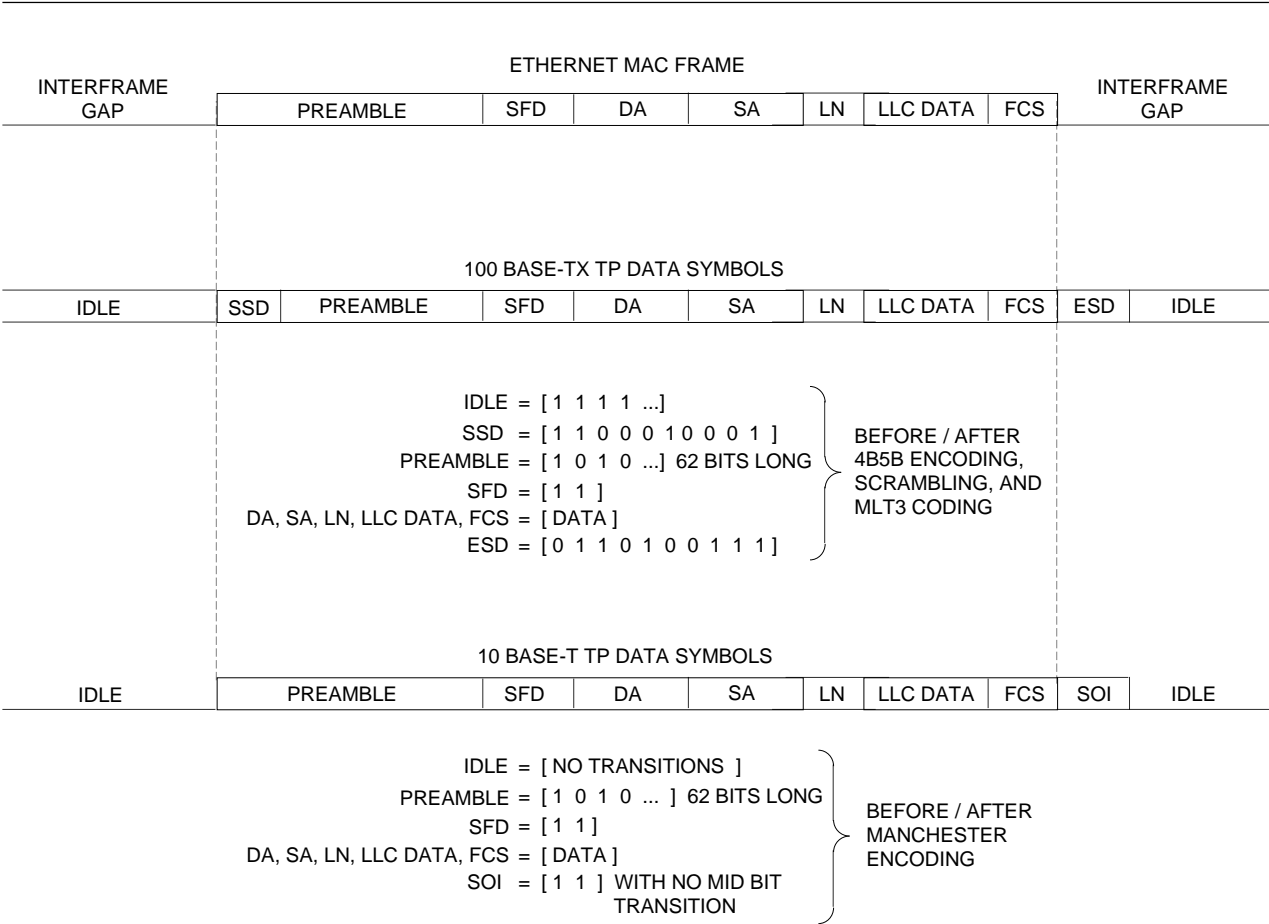 ETHERNET MAC FRAME
INTERFRAME
GAP
PREAMBLE SFD DA SA LN LLC DATA FCS
INTERFRAME
GAP
100 BASE-TX TP DATA SYMBOLS
IDLE SSD PREAMBLE SFD DA SA LN LLC DATA FCS ESD IDLE
IDLE = [ 1 1 1 1 ...]
SSD = [ 1 1 0 0 0 1 0 0 0 1 ]
PREAMBLE = [ 1 0 1 0 ...] 62 BITS LONG
SFD = [ 1 1 ]
DA, SA, LN, LLC DATA, FCS = [ DATA ]
ESD = [ 0 1 1 0 1 0 0 1 1 1 ]
BEFORE / AFTER
4B5B ENCODING,
SCRAMBLING, AND
MLT3 CODING
10 BASE-T TP DATA SYMBOLS
IDLE PREAMBLE SFD DA SA LN LLC DATA FCS SOI IDLE
IDLE = [ NO TRANSITIONS ]
PREAMBLE = [ 1 0 1 0 ... ] 62 BITS LONG
SFD = [ 1 1 ]
DA, SA, LN, LLC DATA, FCS = [ DATA ]
SOI = [ 1 1 ] WITH NO MID BIT
TRANSITION
BEFORE / AFTER
MANCHESTER
ENCODING